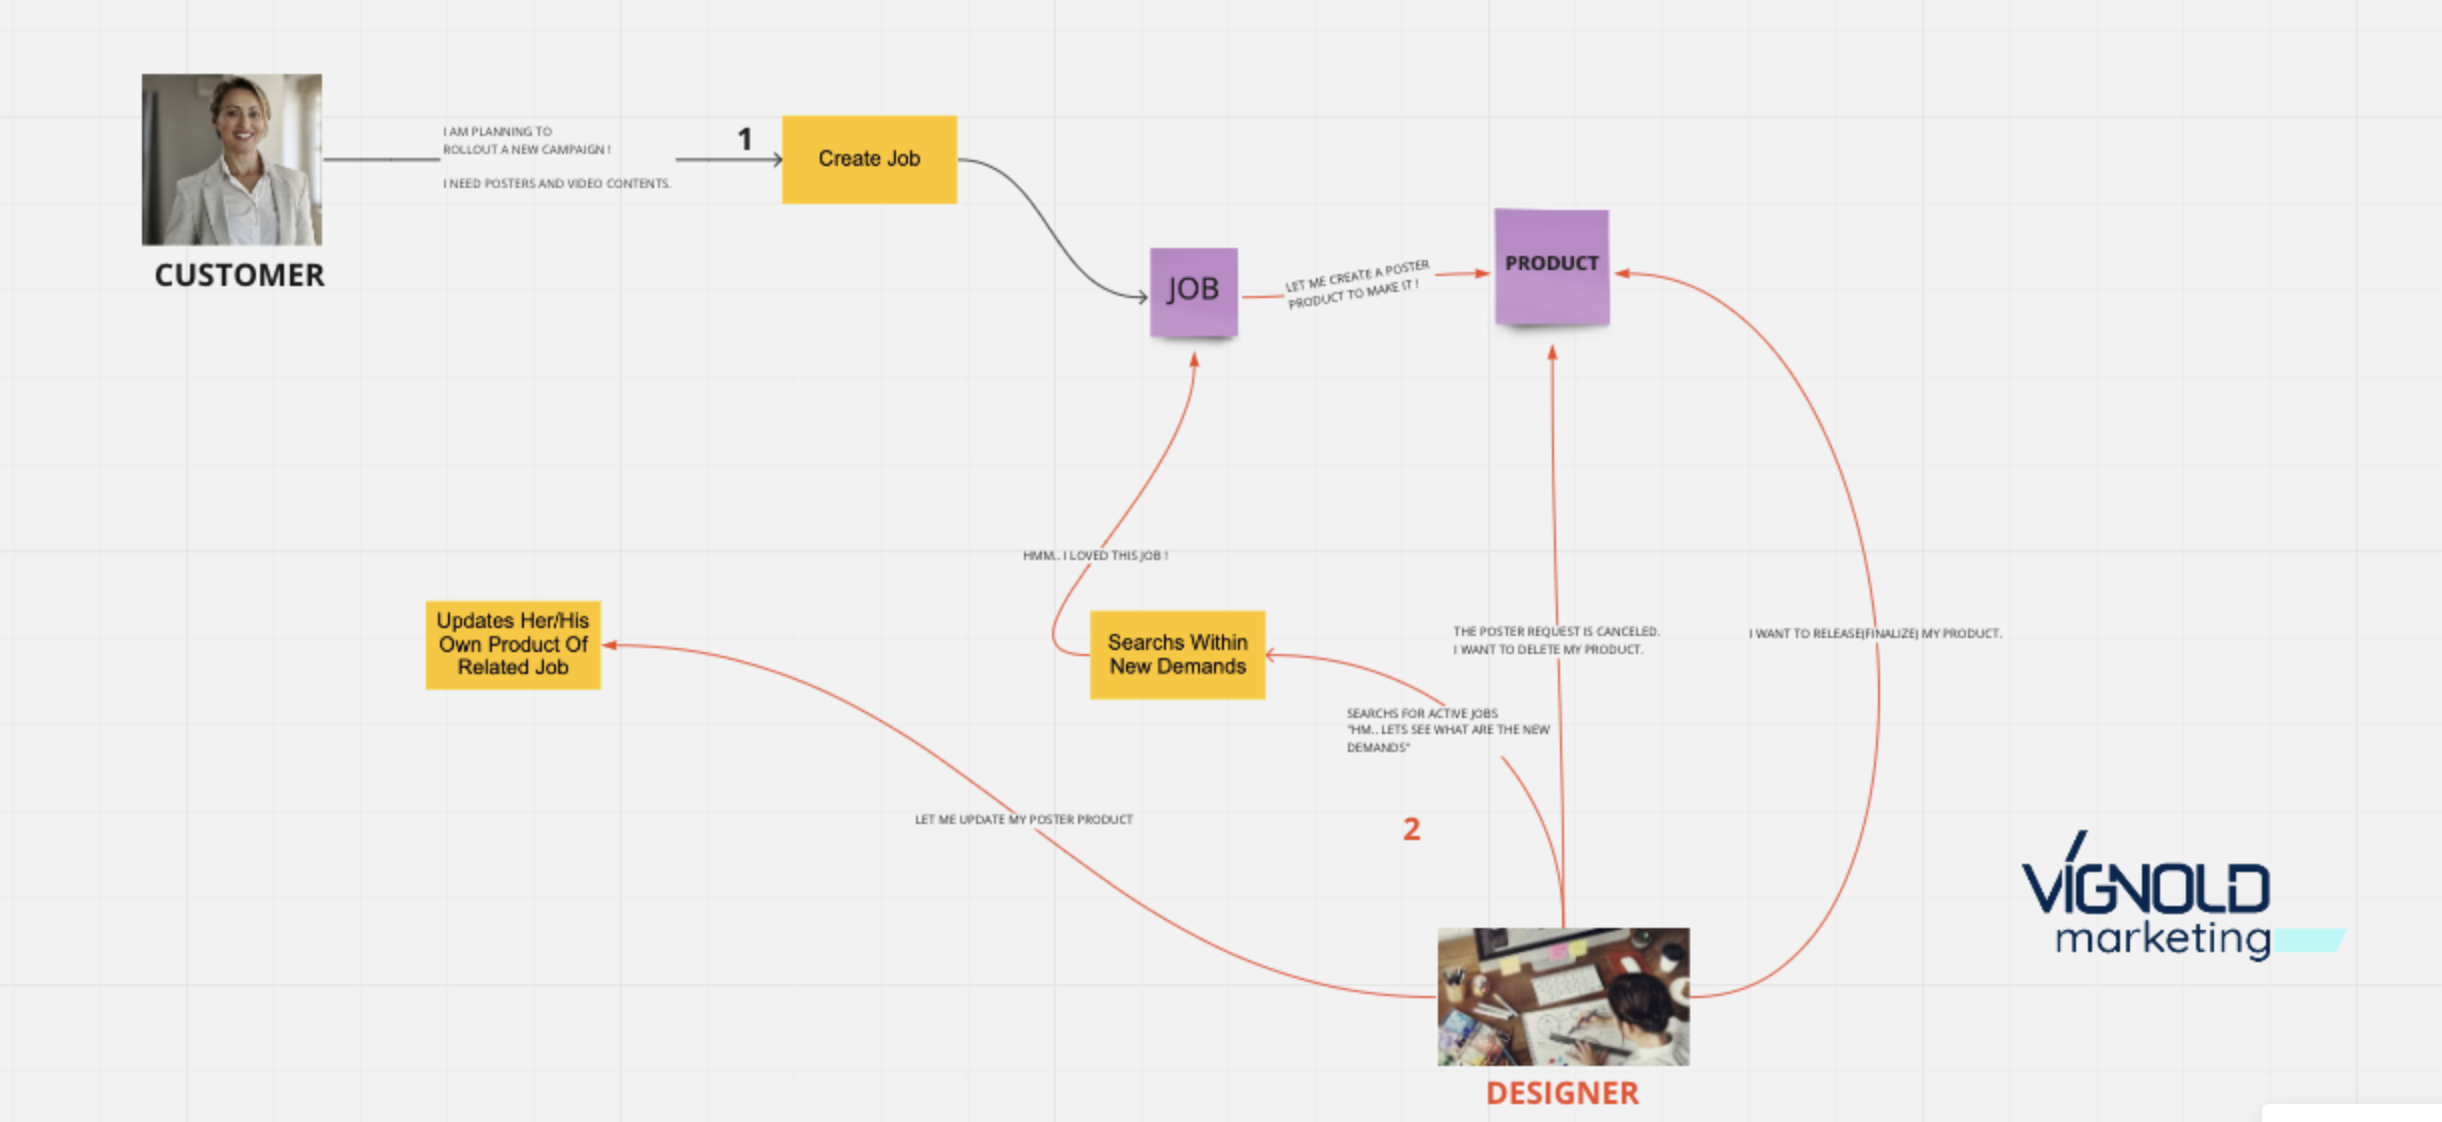 I AM PLANNING TO
ROLLOUT A NEW CAMPAIGN !
I NEED POSTERS AND VIDEO CONTENTS.
1
Create Job
CUSTOMER
JOB
LET ME CREATE A POSTER
PRODUCT TO MAKE IT !
PRODUCT
HMM.. I LOVED THIS JOB !
Updates Her/His
Own Product Of
Related Job
Searchs Within
New Demands
THE POSTER REQUEST IS CANCELED.
I WANT TO DELETE MY PRODUCT.
I WANT TO RELEASE(FINALIZE) MY PRODUCT.
SEARCHS FOR ACTIVE JOBS
"HM.. LETS SEE WHAT ARE THE NEW
DEMANDS"
LET ME UPDATE MY POSTER PRODUCT
2
VIGNOLD
marketing
DESIGNER